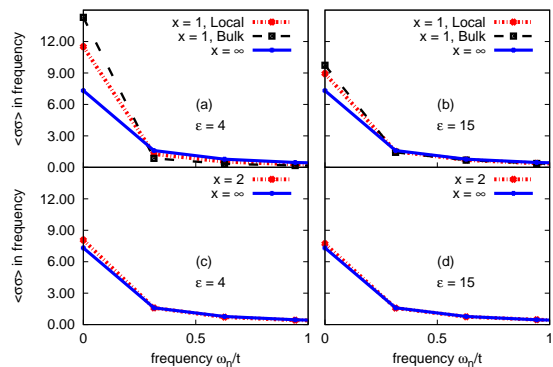 x = 1, Local
x = 1, Bulk
x = ∞
(a)
ε = 4
<σσ> in frequency
12.00
9.00
6.00
3.00
0.00
x = 1, Local
x = 1, Bulk
x = ∞
(b)
ε = 15
x = 2
x = ∞
(c)
ε = 4
<σσ> in frequency
12.00
9.00
6.00
3.00
0.00
0
0.5
frequency ωn/t
x = 2
x = ∞
(d)
ε = 15
0
0.5
1
frequency ωn/t